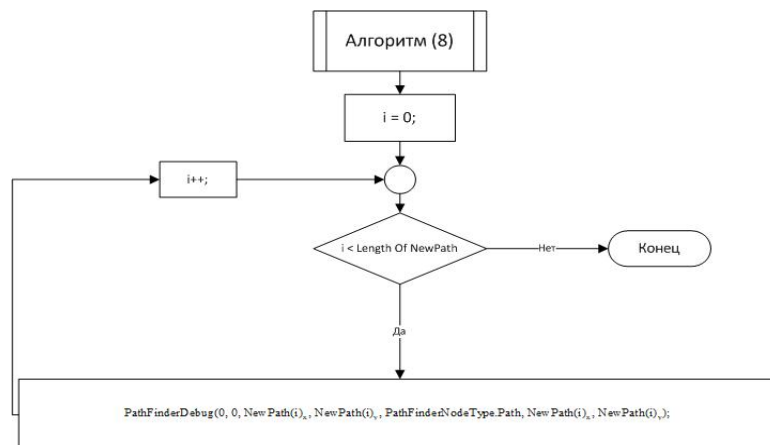 Алгоритм (8)
i = 0;
i++;
i < Length Of NewPath
Нет
Конец
Да
PathFinderDebug(0, 0, NewPath(i)x, NewPath(i)y, PathFinderNodeType.Path, NewPath(i)x, NewPath(i)y);